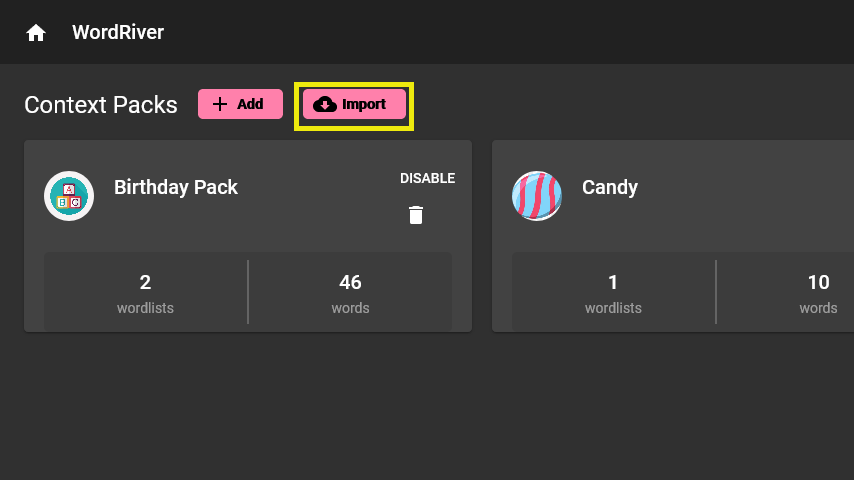 WordRiver
Context Packs
Add
Import
Birthday Pack
DISABLE
A
B C
2
wordlists
46
words
Candy
1
wordlists
10
words